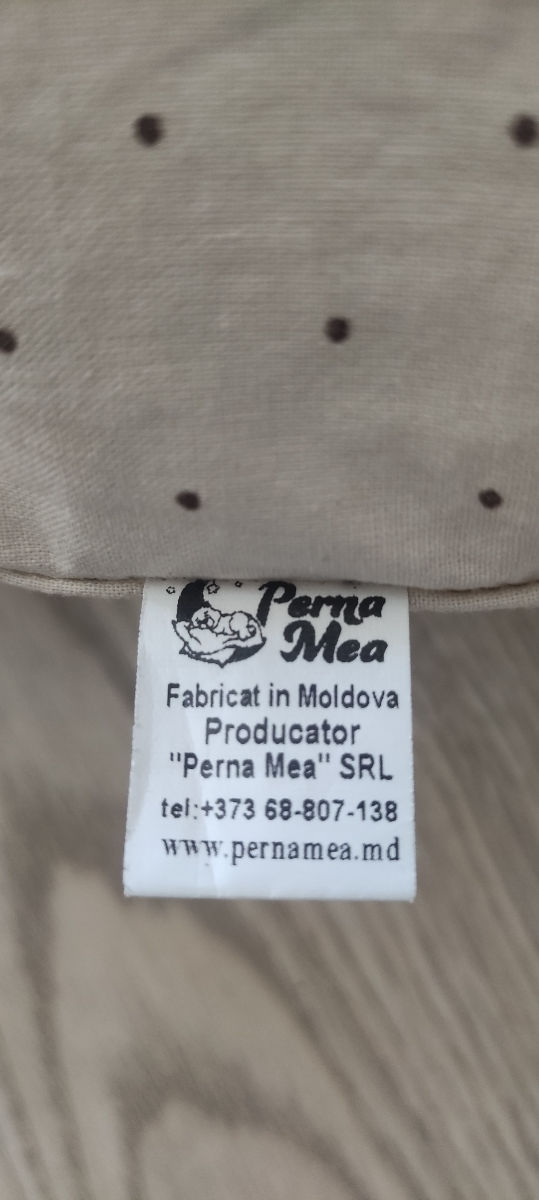 Perna
Mea
Fabricat in Moldova
Producator
"Perna Mea" SRL
tel:+373 68-807-138
www.pernamea.md